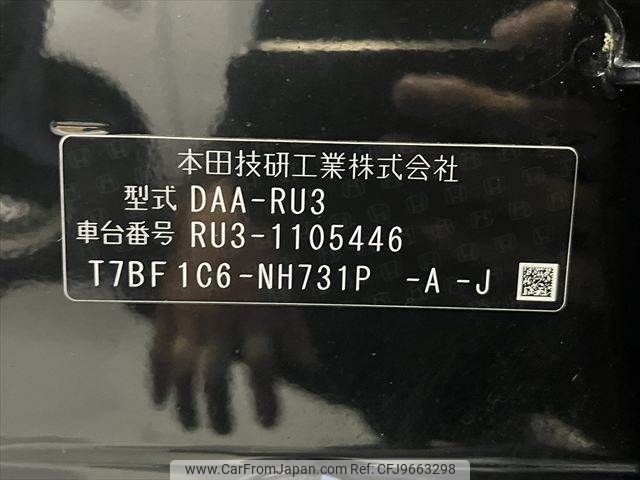 本田技研工業株式会社
型式 DAA-RU3
車台番号 RU3-1105446
T7BF1C6-NH731P -A -J
www.CarFromJapan.com - ID:CFJ9663298